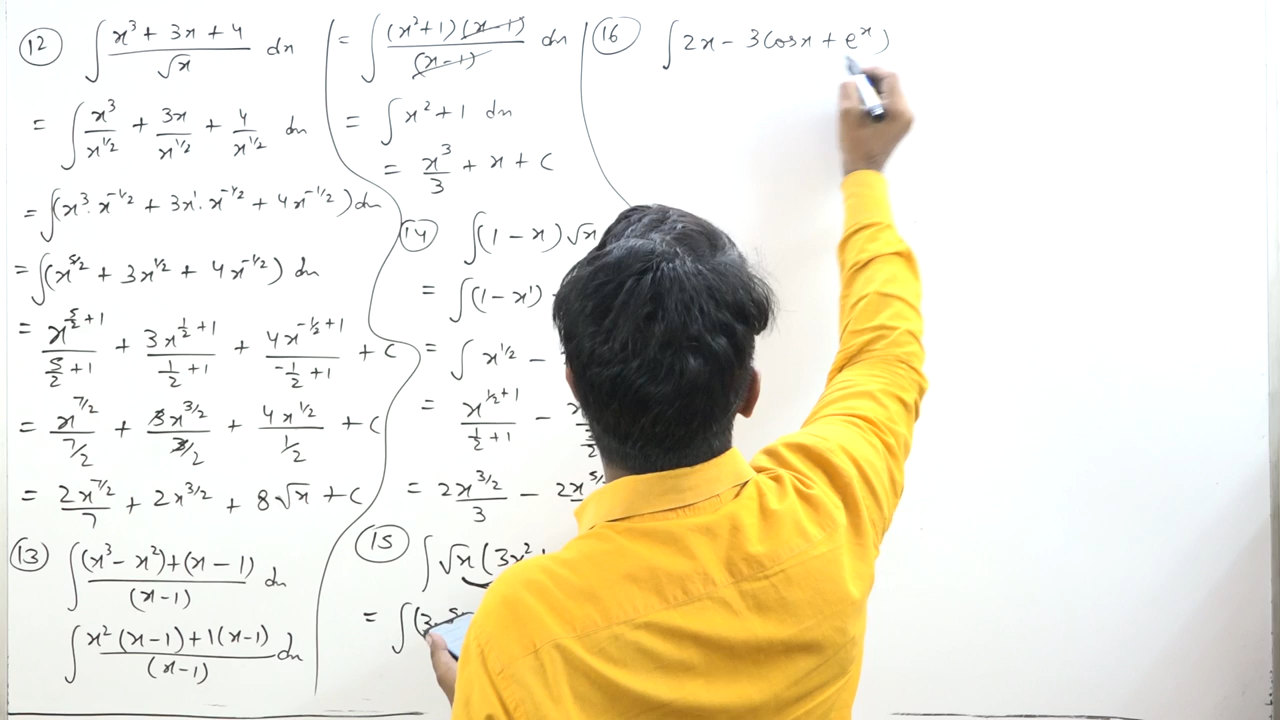 (12) ∫ x³ + 3x + 4 / √x dx
= ∫ x³/x^1/2 + 3x/x^1/2 + 4/x^1/2 dx
= ∫(x³. x^-1/2 + 3x¹. x^-1/2 + 4x^-1/2) dx
= ∫(x^5/2 + 3x^1/2 + 4x^-1/2) dx
= x^(5/2 + 1) / (5/2 + 1) + 3x^(1/2 + 1) / (1/2 + 1) + 4x^(-1/2 + 1) / (-1/2 + 1) + C
= x^7/2 / 7/2 + 3x^3/2 / 3/2 + 4x^1/2 / 1/2 + C
= 2x^7/2 / 7 + 2x^3/2 + 8√x + C
(13) ∫ (x³ - x²) + (x - 1) / (x-1) dx
∫ x² (x-1) + 1(x-1) / (x-1) dx
= ∫ (x²+1) (x-1) / (x-1) dx
= ∫ x² + 1 dx
= x³/3 + x + C
(14) ∫(1 - x) √x
= ∫(1 - x¹)
= ∫ x^1/2 -
= x^(1/2 + 1) / (1/2 + 1) -
= 2x^3/2 / 3 - 2x
(15) ∫ √x (3x²
= ∫(3
(16) ∫ 2x - 3 cosx + e^x)